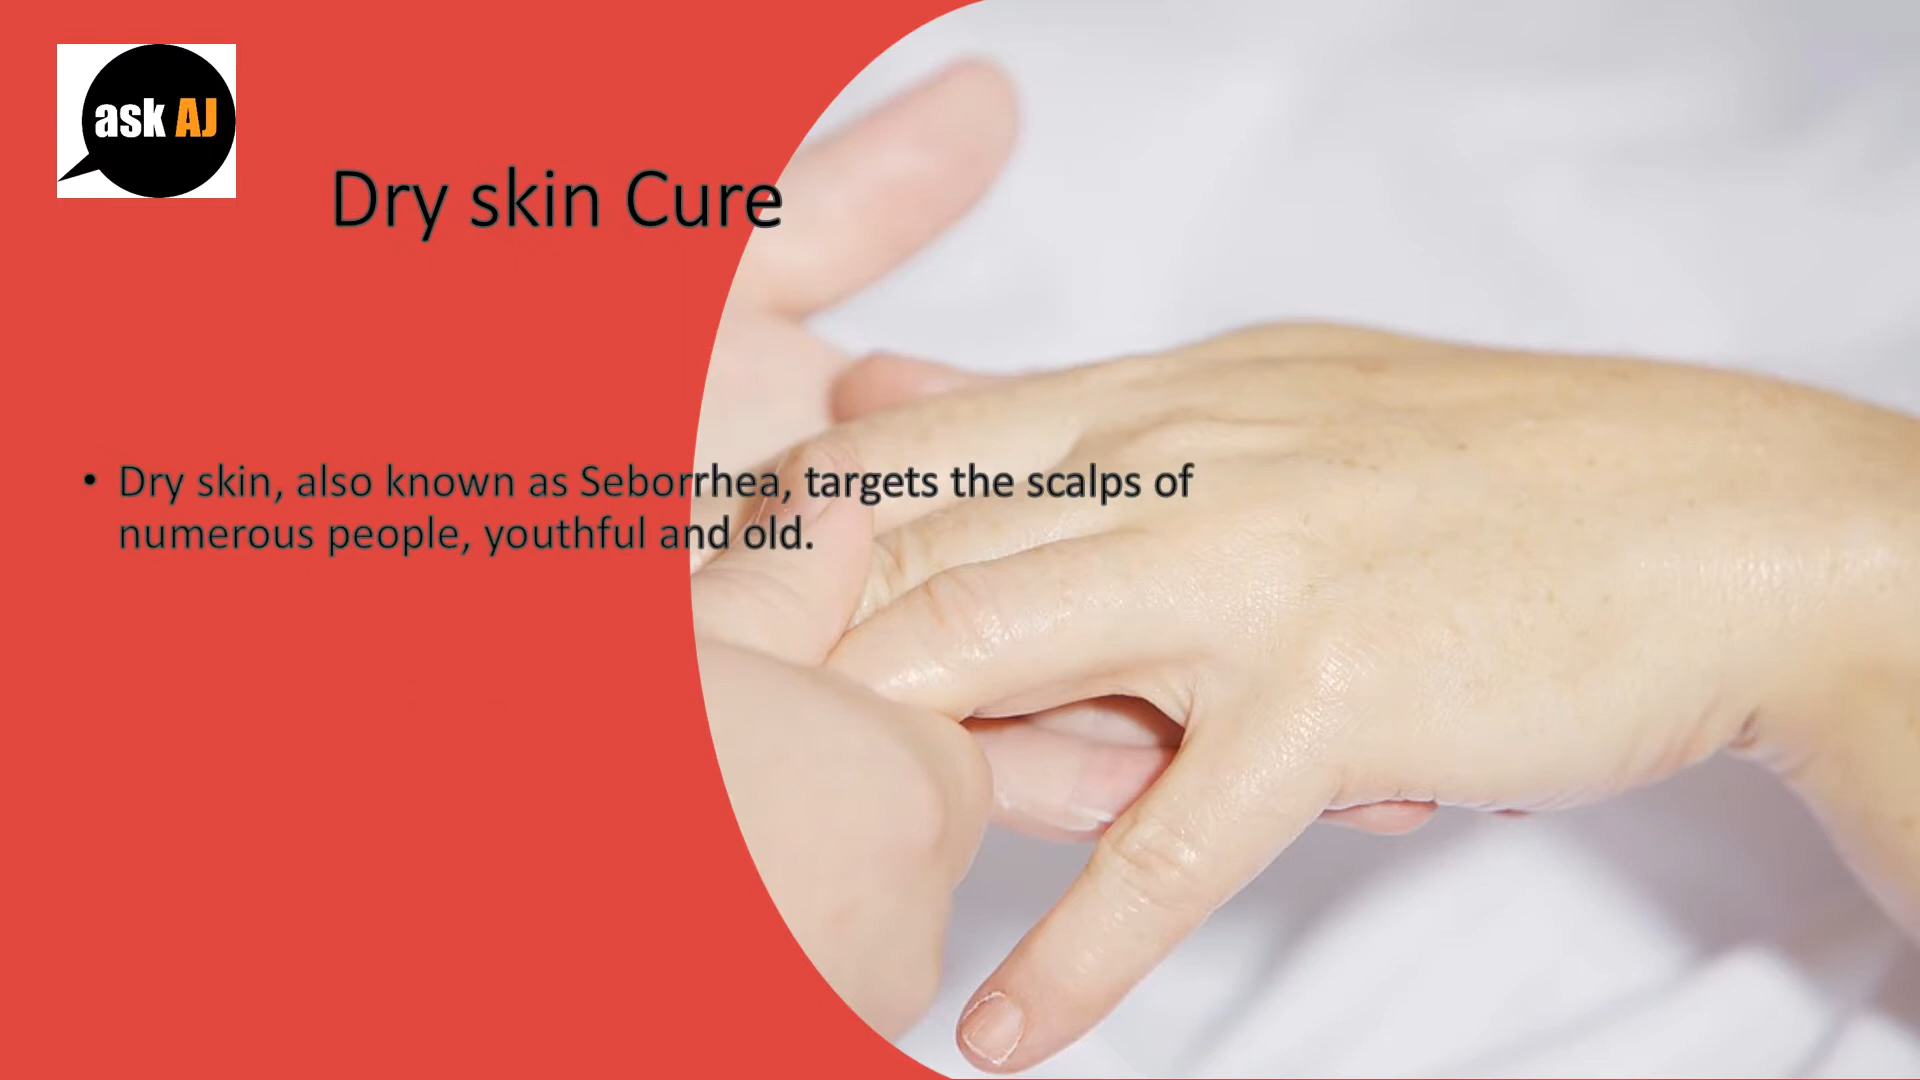 ask AJ
Dry skin Cure
• Dry skin, also known as Seborrhea, targets the scalps of
numerous people, youthful and old.